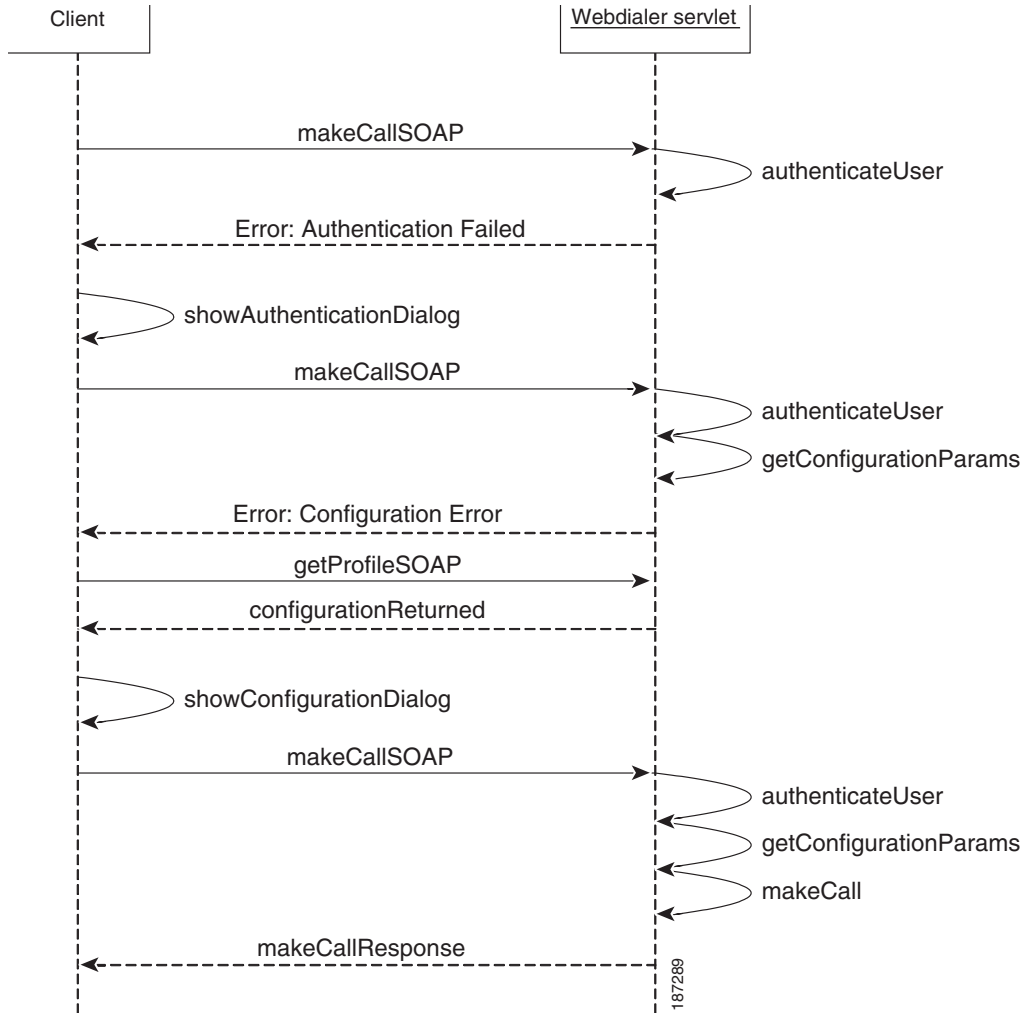 Client
Webdialer servlet
makeCallSOAP
authenticateUser
Error: Authentication Failed
showAuthenticationDialog
makeCallSOAP
authenticateUser
getConfigurationParams
Error: Configuration Error
getProfileSOAP
configurationReturned
showConfigurationDialog
makeCallSOAP
authenticateUser
getConfigurationParams
makeCall
makeCallResponse
187289